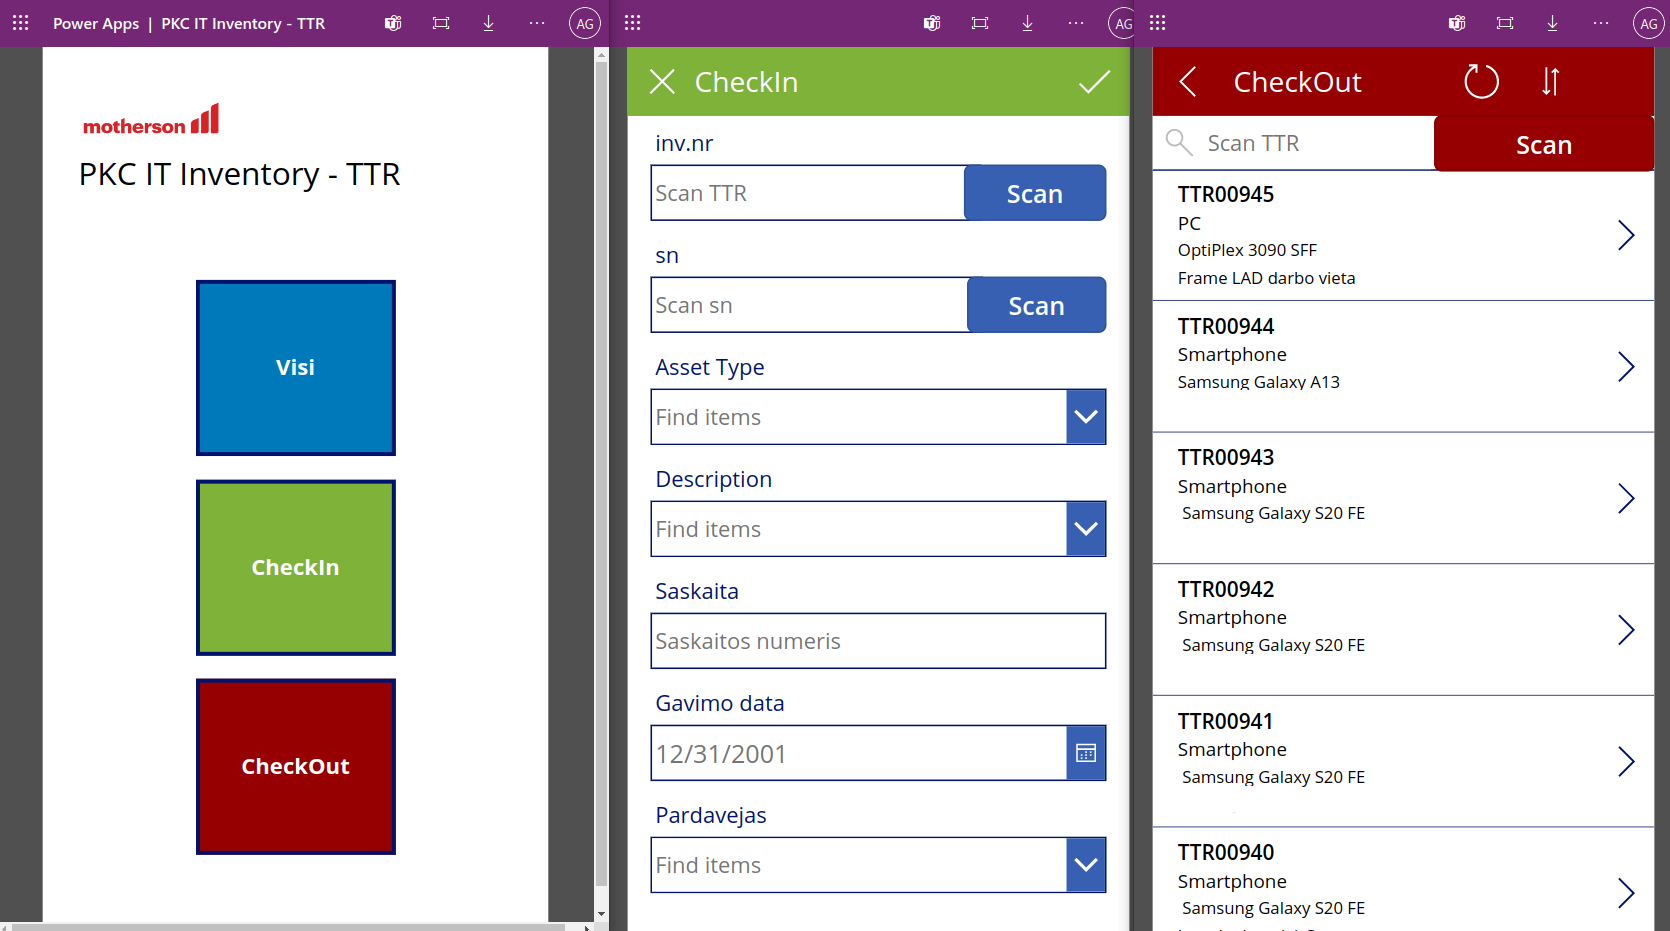 Power Apps | PKC IT Inventory - TTR
AG
motherson
PKC IT Inventory - TTR
Visi
CheckIn
CheckOut
AG
CheckIn
inv.nr
Scan TTR
Scan
sn
Scan sn
Scan
Asset Type
Find items
Description
Find items
Saskaita
Saskaitos numeris
Gavimo data
12/31/2001
Pardavejas
Find items
AG
CheckOut
Scan TTR
Scan
TTR00945
PC
OptiPlex 3090 SFF
Frame LAD darbo vieta
TTR00944
Smartphone
Samsung Galaxy A13
TTR00943
Smartphone
Samsung Galaxy S20 FE
TTR00942
Smartphone
Samsung Galaxy S20 FE
TTR00941
Smartphone
Samsung Galaxy S20 FE
TTR00940
Smartphone
Samsung Galaxy S20 FE